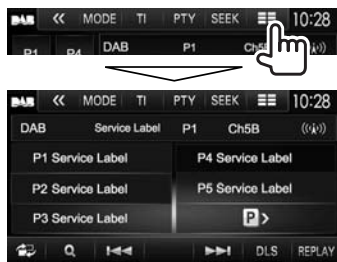 DAB « MODE TI PTY SEEK 10:28
P1 P4 DAB P1 Ch5B
DAB « MODE TI PTY SEEK 10:28
DAB Service Label P1 Ch5B
P1 Service Label P4 Service Label
P2 Service Label P5 Service Label
P3 Service Label P >
DLS REPLAY